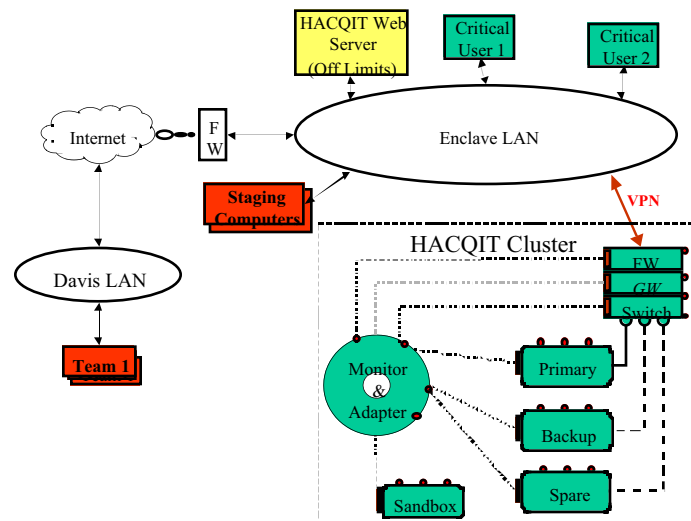 HACQIT Web
Server
(Off Limits)
Critical
User 1
Critical
User 2
Internet
F
W
Enclave LAN
Staging
Computers
VPN
HACQIT Cluster
FW
GW
Switch
Davis LAN
Team 1
Monitor
&
Adapter
Primary
Backup
Spare
Sandbox